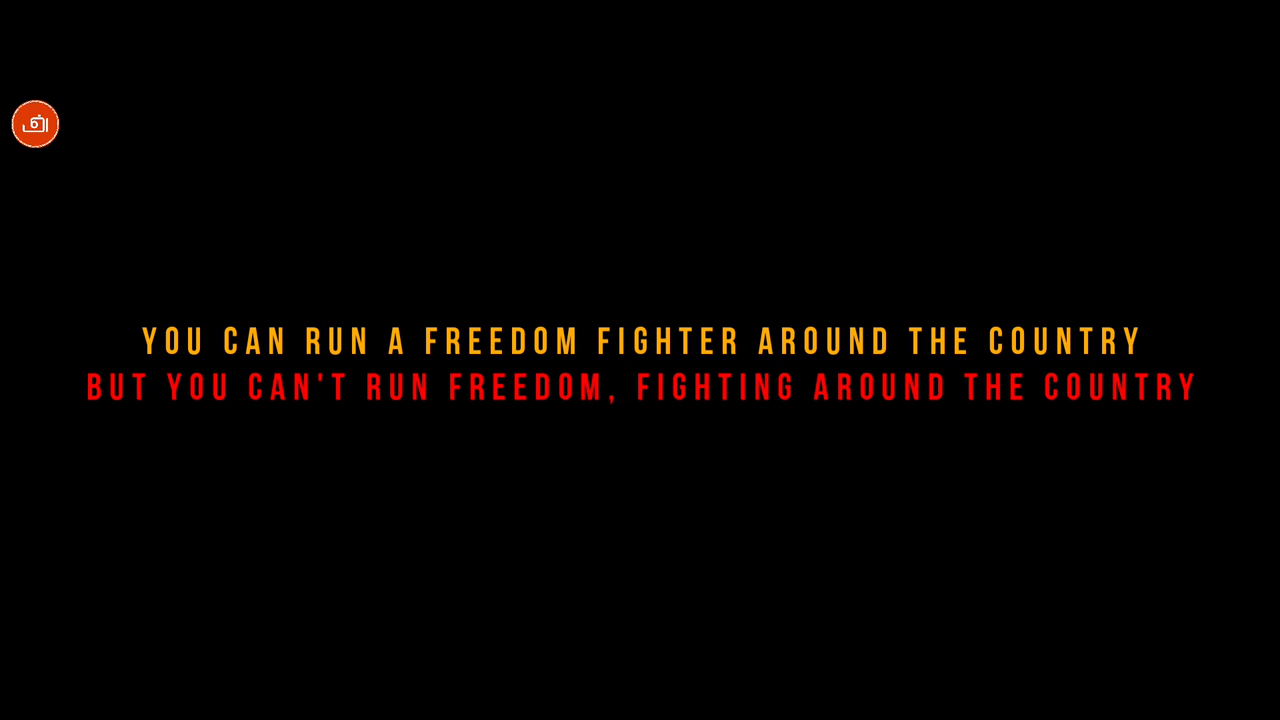 YOU CAN RUN A FREEDOM FIGHTER AROUND THE COUNTRY
BUT YOU CAN'T RUN FREEDOM, FIGHTING AROUND THE COUNTRY